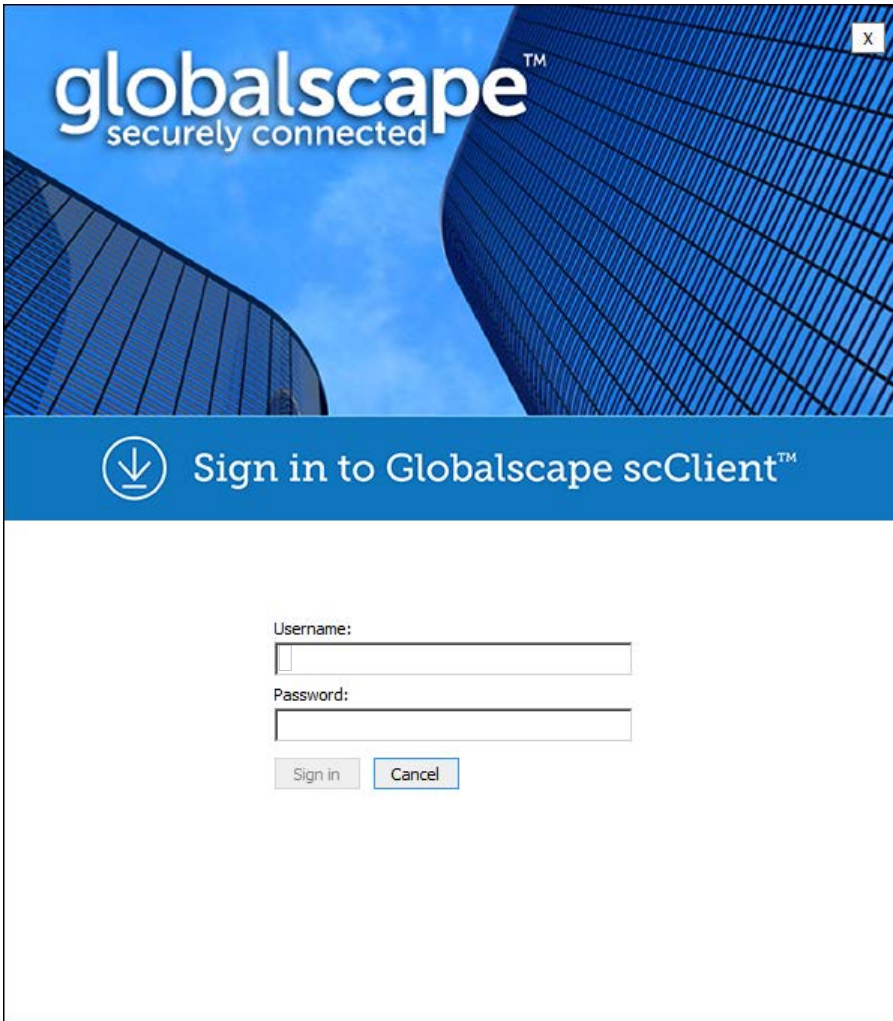 globalscape™
securely connected
X
Sign in to Globalscape scClient™
Username:
Password:
Sign in
Cancel